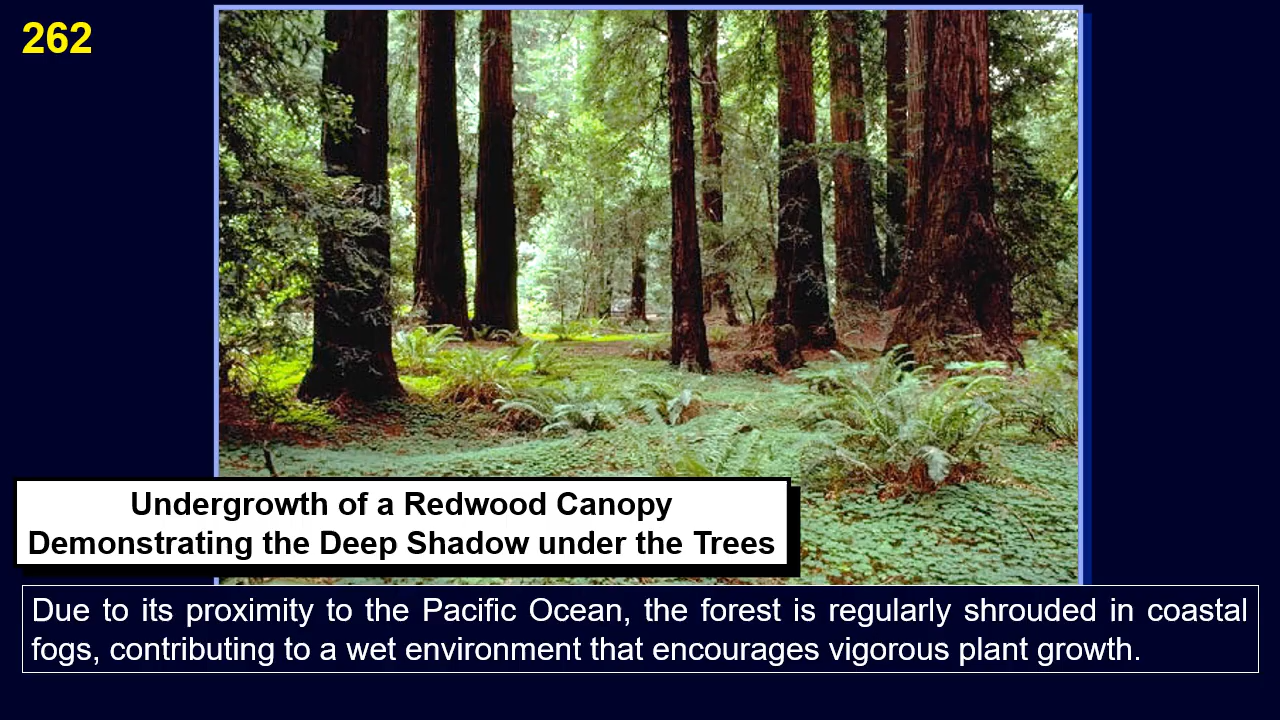 262
Undergrowth of a Redwood Canopy
Demonstrating the Deep Shadow under the Trees
Due to its proximity to the Pacific Ocean, the forest is regularly shrouded in coastal
fogs, contributing to a wet environment that encourages vigorous plant growth.